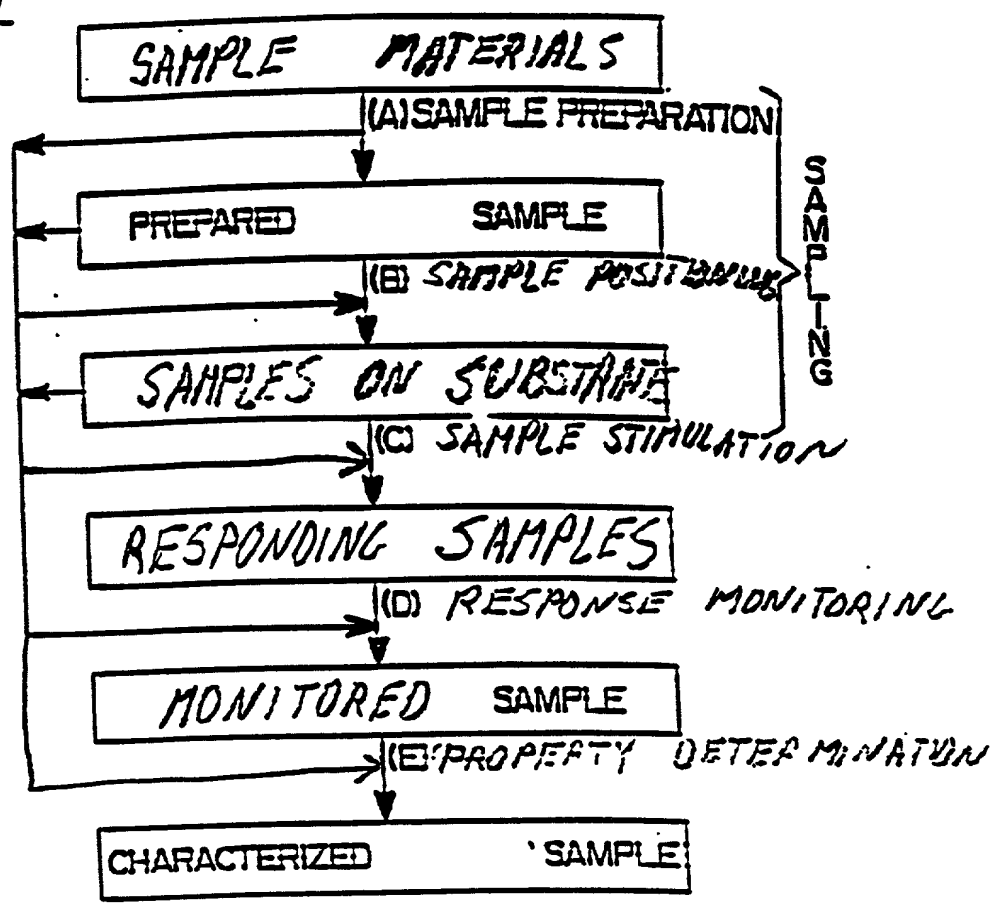 SAMPLE MATERIALS
(A) SAMPLE PREPARATION
PREPARED SAMPLE
(B) SAMPLE POSITIONING
SAMPLING
SAMPLES ON SUBSTRATE
(C) SAMPLE STIMULATION
RESPONDING SAMPLES
(D) RESPONSE MONITORING
MONITORED SAMPLE
(E) PROPERTY DETERMINATION
CHARACTERIZED SAMPLE